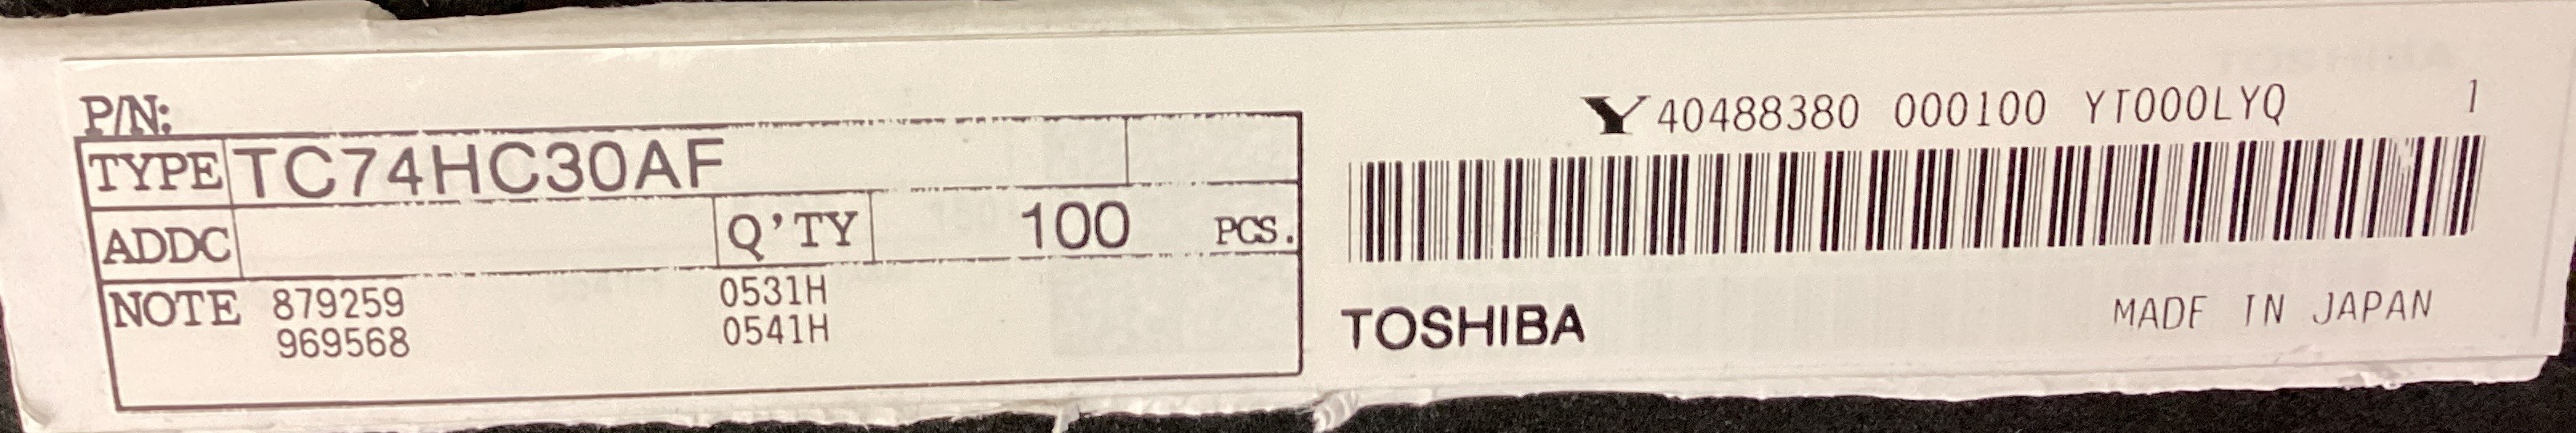 P/N:
TYPE TC74HC30AF
ADDC Q'TY 100 PCS.
NOTE 879259 0531H
969568 0541H
Y 40488380 000100 YT000LYQ 1
TOSHIBA MADE IN JAPAN